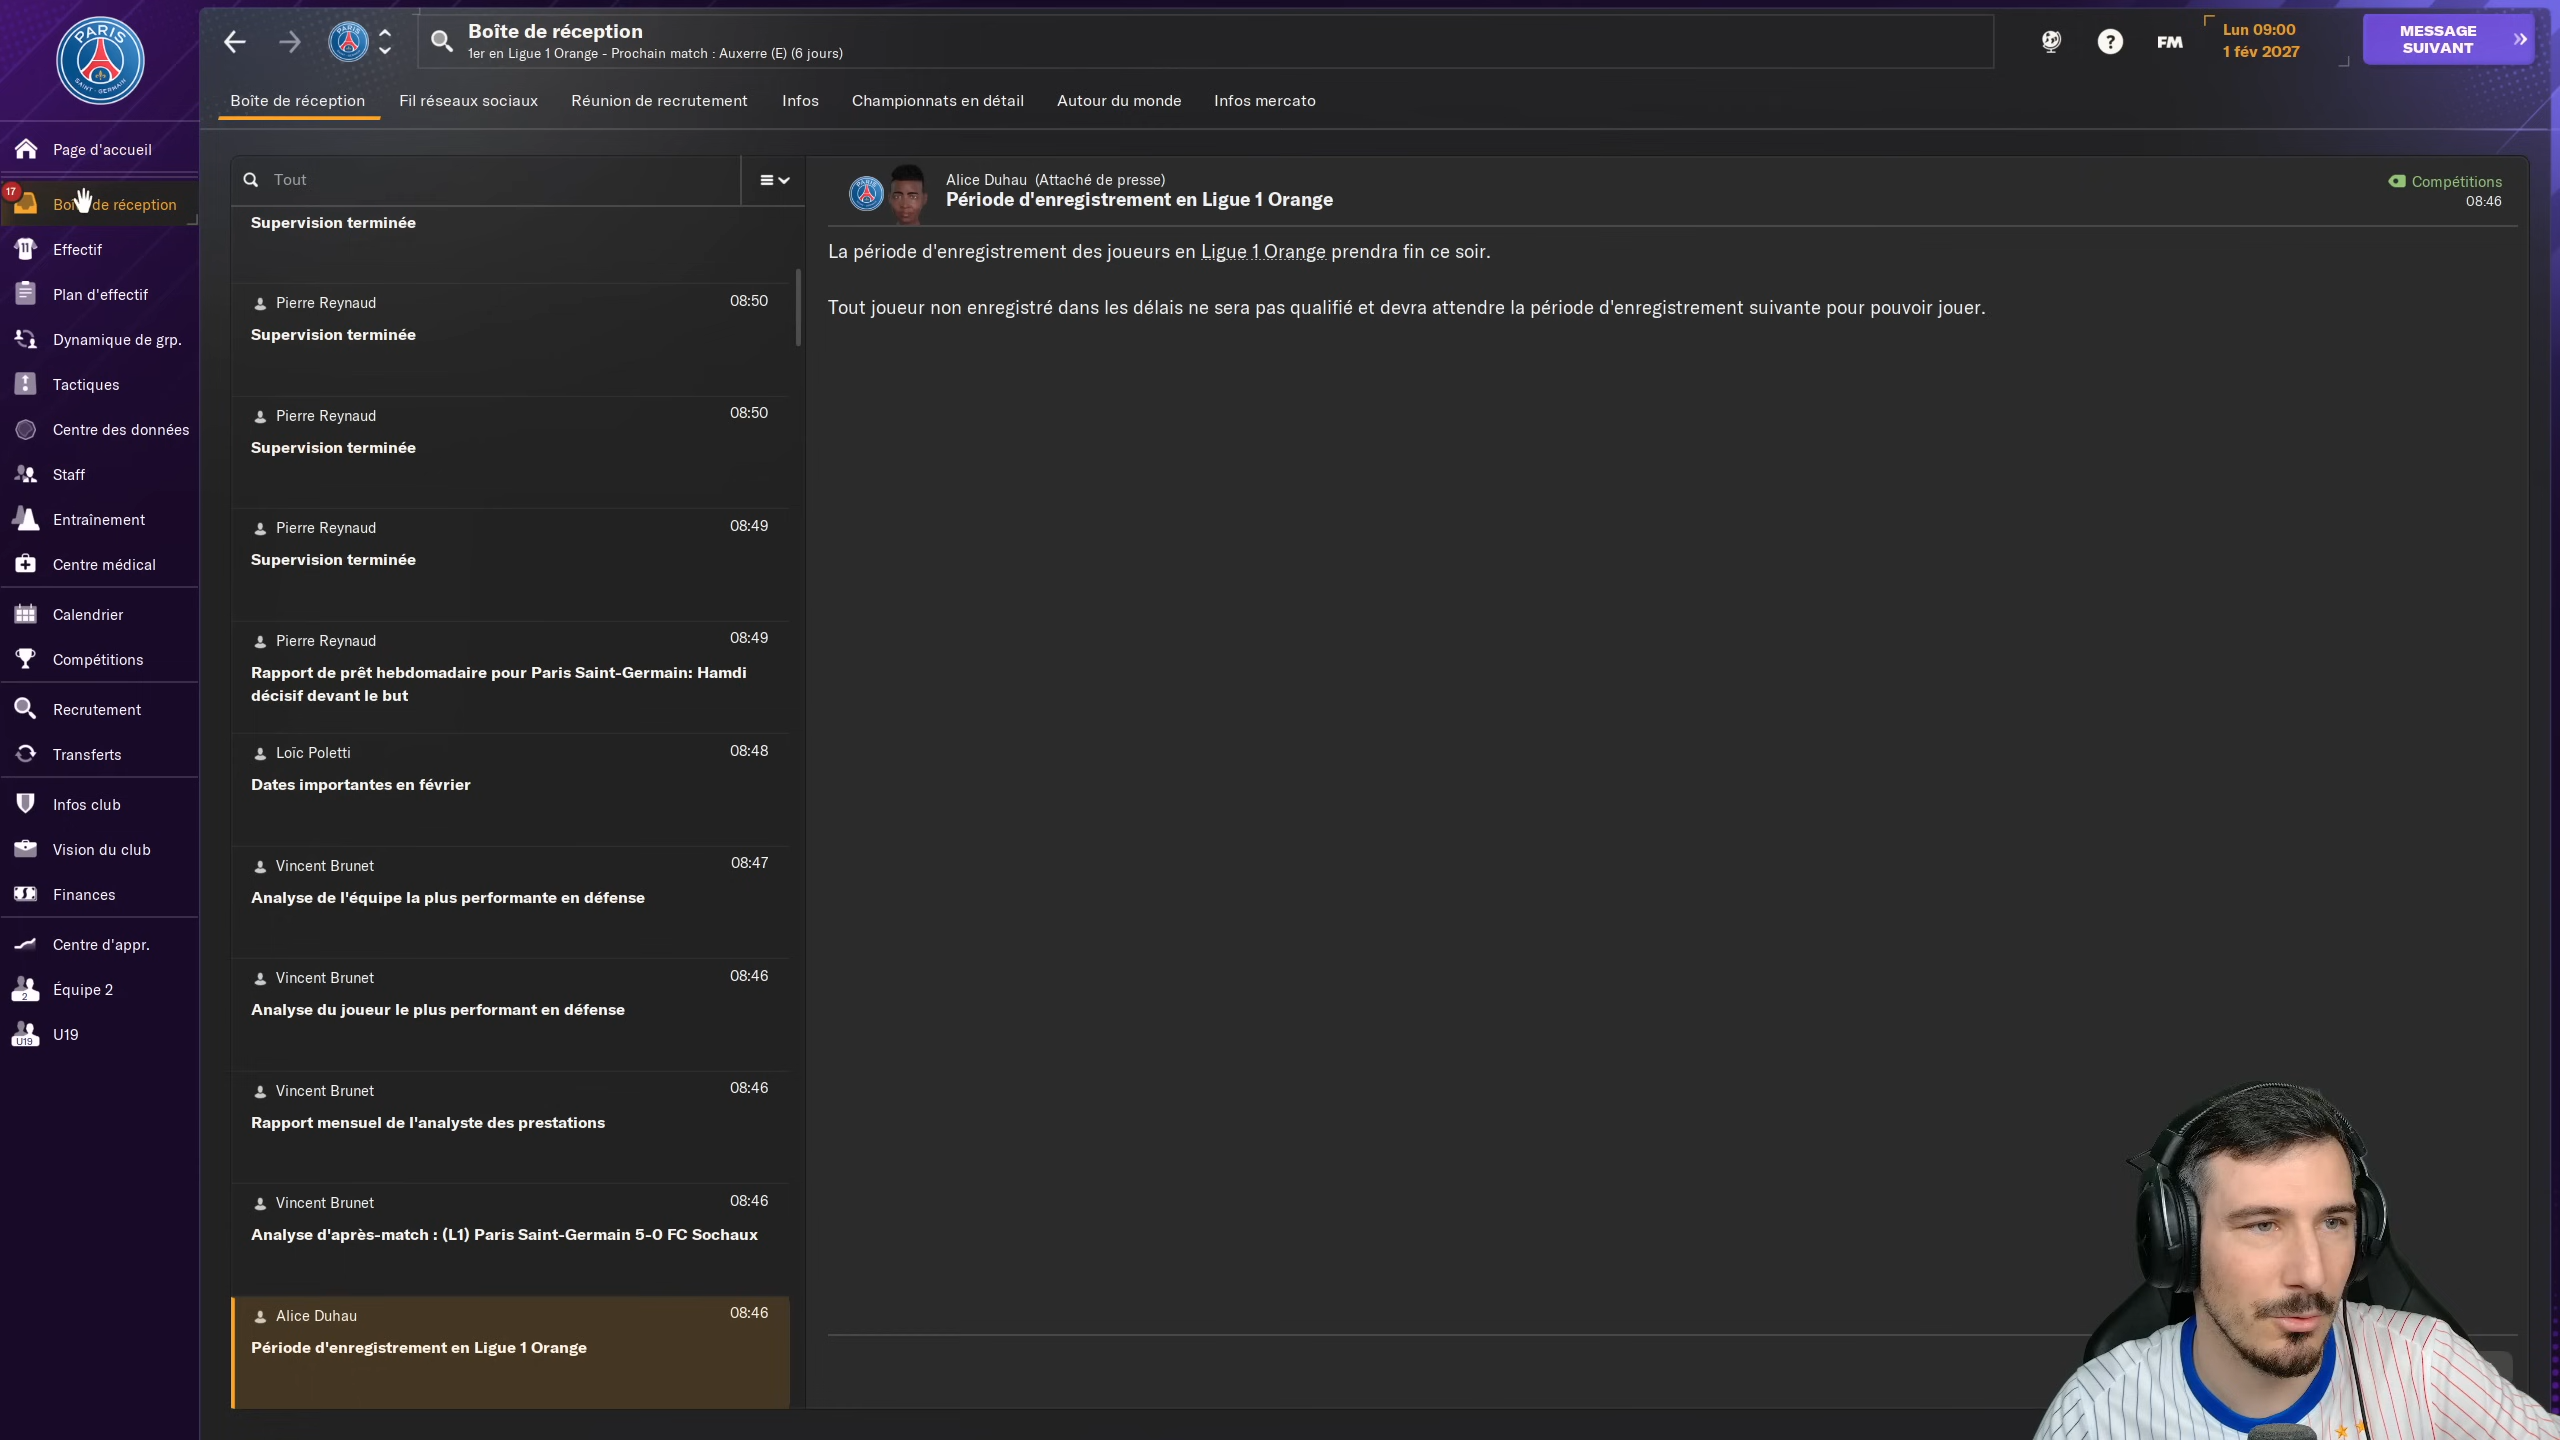 PARIS
SAINT-GERMAIN
Boîte de réception
1er en Ligue 1 Orange - Prochain match : Auxerre (E) (6 jours)
?
FM
Lun 09:00
1 fév 2027
MESSAGE
SUIVANT
Boîte de réception
Fil réseaux sociaux
Réunion de recrutement
Infos
Championnats en détail
Autour du monde
Infos mercato
Page d'accueil
17
de réception
Effectif
Plan d'effectif
Dynamique de grp.
Tactiques
Centre des données
Staff
Entraînement
Centre médical
Calendrier
Compétitions
Recrutement
Transferts
Infos club
Vision du club
Finances
Centre d'appr.
2
Équipe 2
U19
U19
Tout
Supervision terminée
Pierre Reynaud 08:50
Supervision terminée
Pierre Reynaud 08:50
Supervision terminée
Pierre Reynaud 08:49
Supervision terminée
Pierre Reynaud 08:49
Rapport de prêt hebdomadaire pour Paris Saint-Germain: Hamdi
décisif devant le but
Loïc Poletti 08:48
Dates importantes en février
Vincent Brunet 08:47
Analyse de l'équipe la plus performante en défense
Vincent Brunet 08:46
Analyse du joueur le plus performant en défense
Vincent Brunet 08:46
Rapport mensuel de l'analyste des prestations
Vincent Brunet 08:46
Analyse d'après-match : (L1) Paris Saint-Germain 5-0 FC Sochaux
Alice Duhau 08:46
Période d'enregistrement en Ligue 1 Orange
Alice Duhau (Attaché de presse)
Période d'enregistrement en Ligue 1 Orange
Compétitions
08:46
La période d'enregistrement des joueurs en Ligue 1 Orange prendra fin ce soir.
Tout joueur non enregistré dans les délais ne sera pas qualifié et devra attendre la période d'enregistrement suivante pour pouvoir jouer.